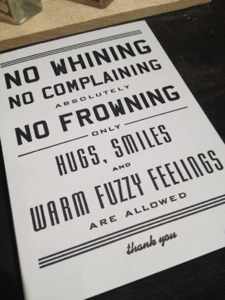 NO WHINING
NO COMPLAINING
ABSOLUTELY
NO FROWNING
ONLY
HUGS, SMILES
AND
WARM FUZZY FEELINGS
ARE ALLOWED
thank you